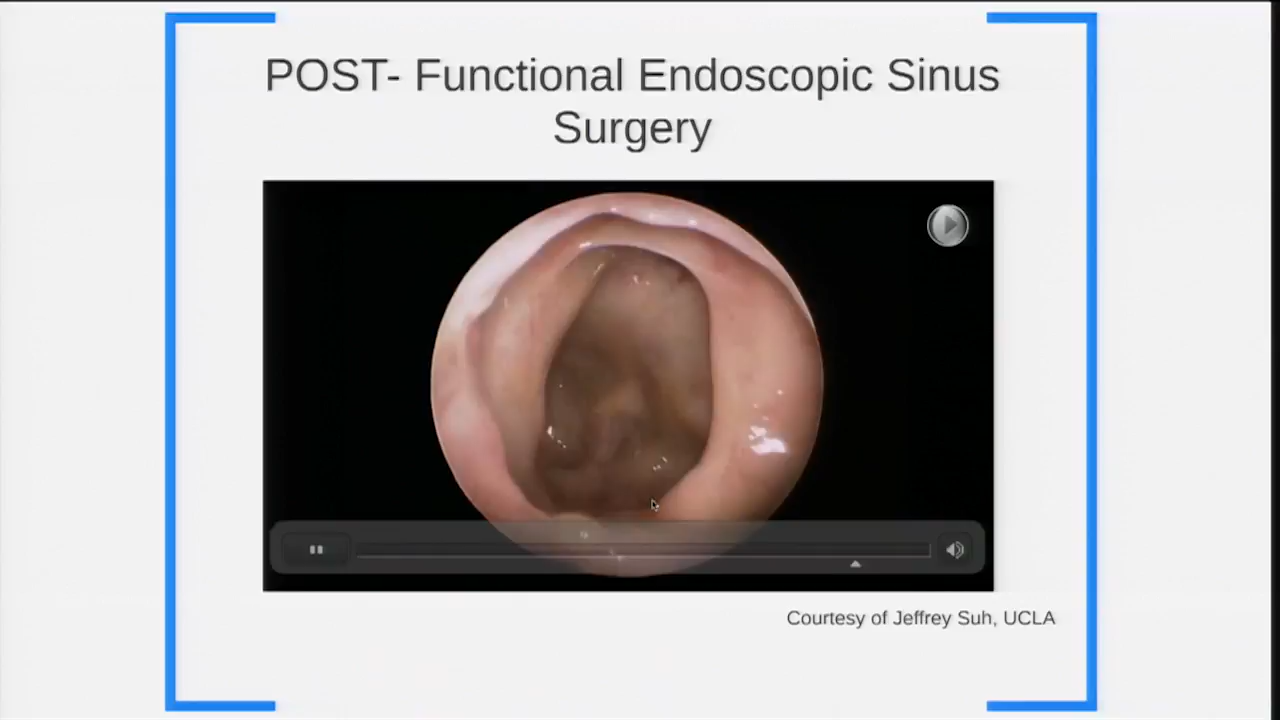 POST- Functional Endoscopic Sinus
Surgery
Courtesy of Jeffrey Suh, UCLA